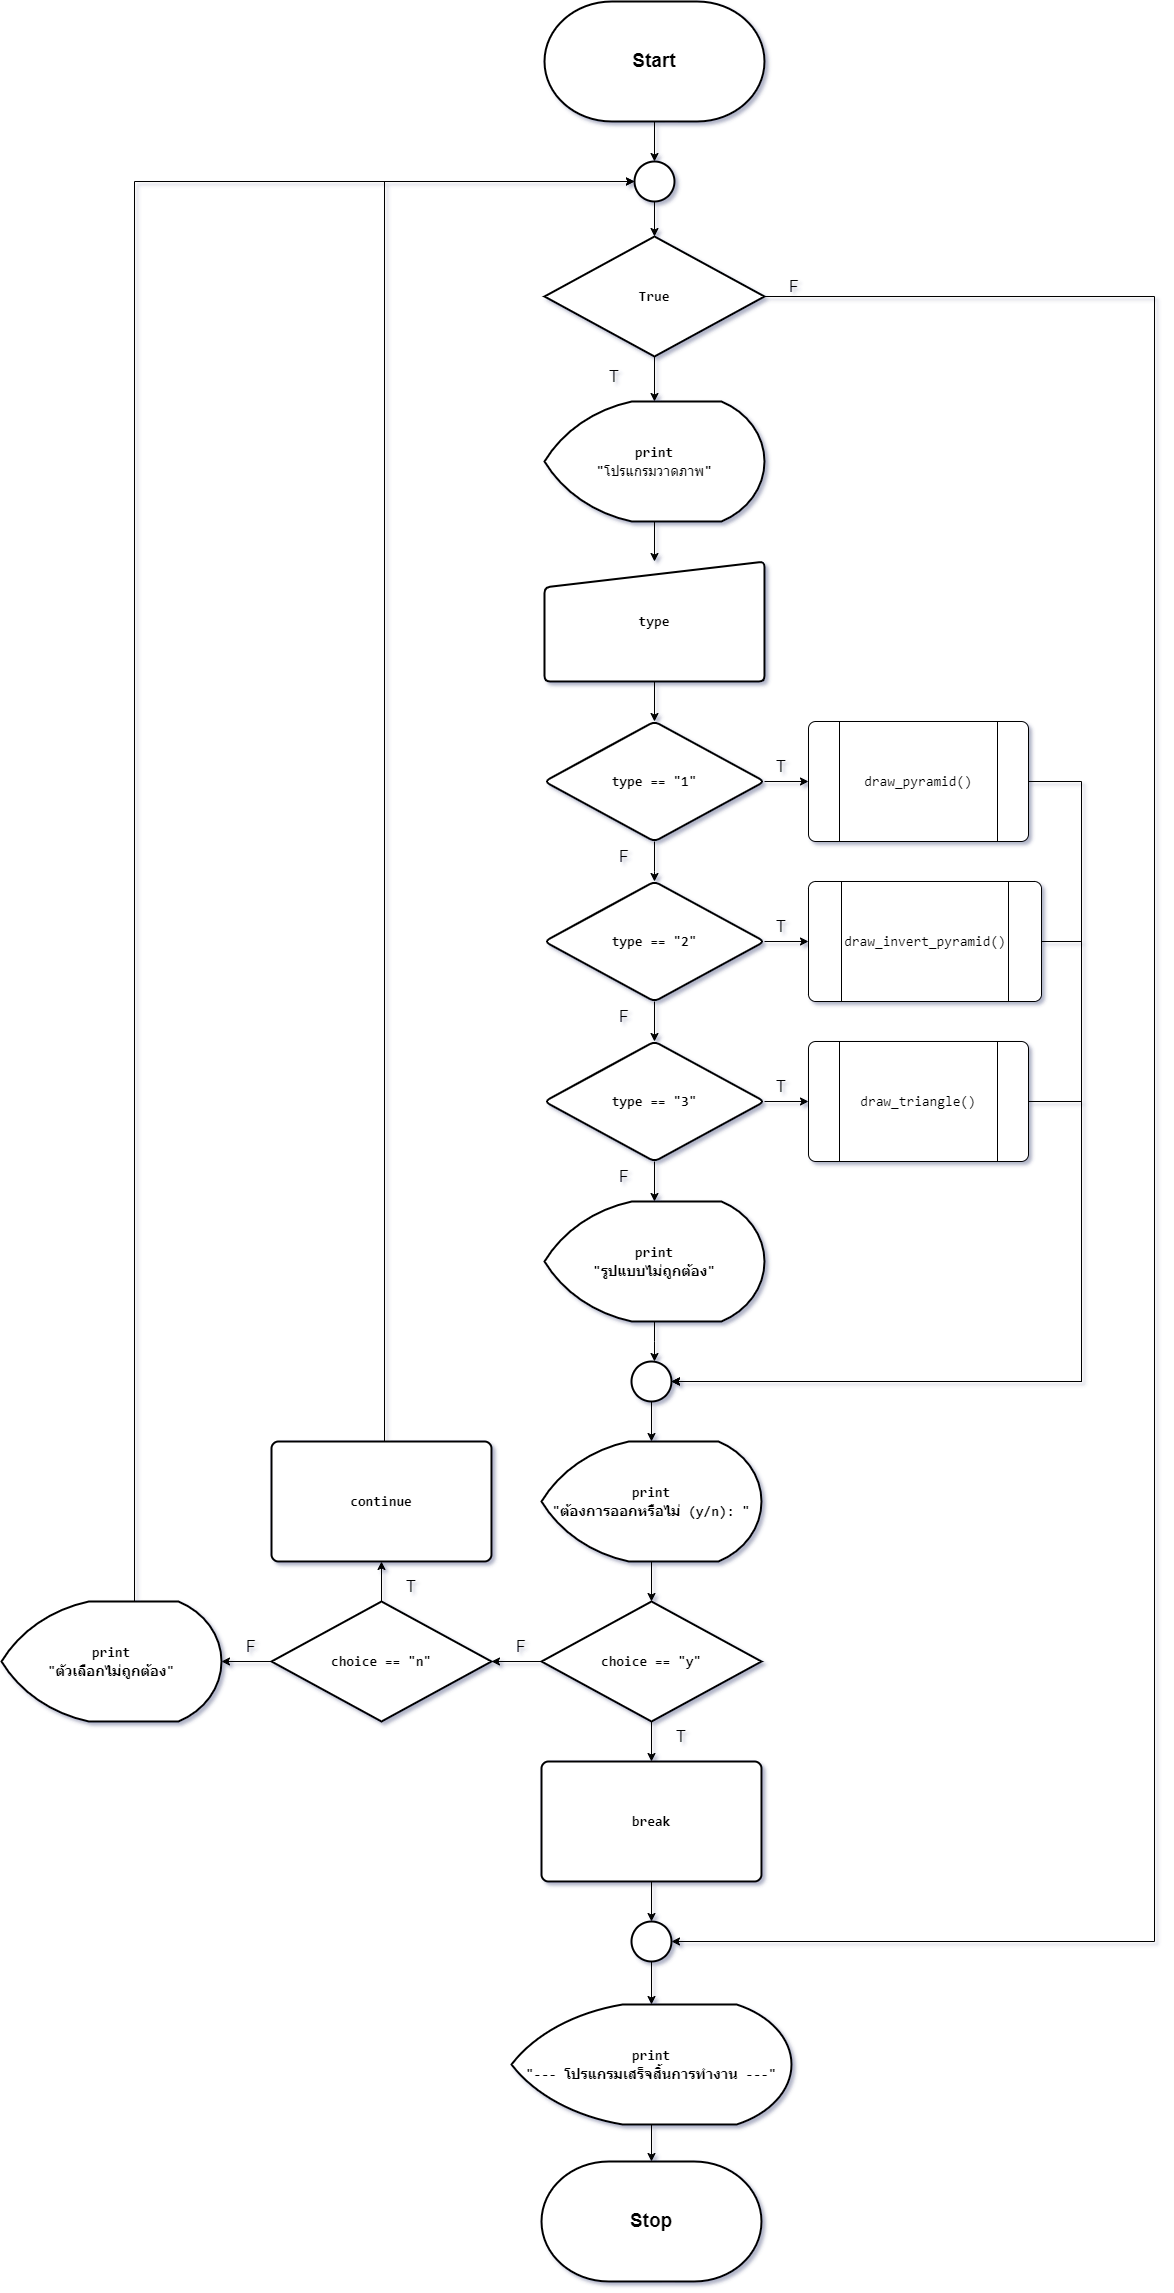 Start
True
F
T
print
"โปรแกรมวาดภาพ"
type
type == "1"
T
draw_pyramid()
F
type == "2"
T
draw_invert_pyramid()
F
type == "3"
T
draw_triangle()
F
print
"รูปแบบไม่ถูกต้อง"
print
"ต้องการออกหรือไม่ (y/n): "
continue
T
choice == "y"
F
choice == "n"
F
print
"ตัวเลือกไม่ถูกต้อง"
T
break
print
"--- โปรแกรมเสร็จสิ้นการทำงาน ---"
Stop